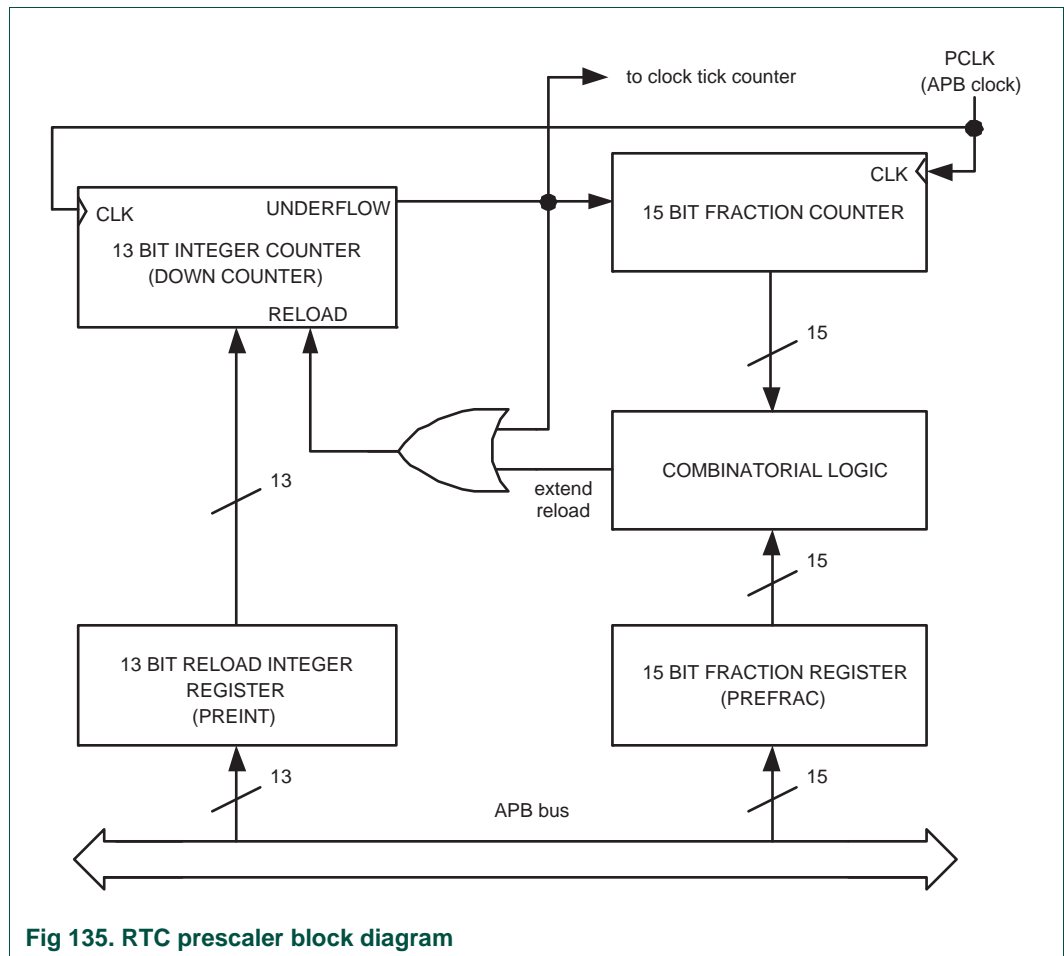 PCLK
(APB clock)
to clock tick counter
CLK
UNDERFLOW
13 BIT INTEGER COUNTER
(DOWN COUNTER)
RELOAD
CLK
15 BIT FRACTION COUNTER
15
COMBINATORIAL LOGIC
extend
reload
13
15
13 BIT RELOAD INTEGER
REGISTER
(PREINT)
15 BIT FRACTION REGISTER
(PREFRAC)
13
15
APB bus
Fig 135. RTC prescaler block diagram